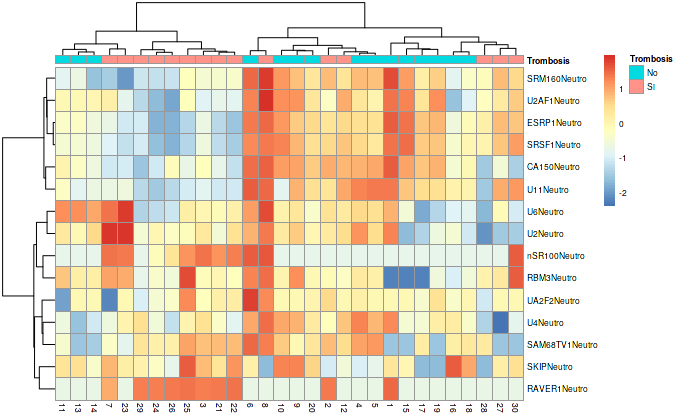 Trombosis
Trombosis
No
SI
1
0
-1
-2
SRM160Neutro
U2AF1Neutro
ESRP1Neutro
SRSF1Neutro
CA150Neutro
U11Neutro
U6Neutro
U2Neutro
nSR100Neutro
RBM3Neutro
UA2F2Neutro
U4Neutro
SAM68TV1Neutro
SKIPNeutro
RAVER1Neutro
11 13 14 7 23 29 24 26 25 3 21 22 6 8 10 9 20 2 12 4 5 1 15 17 19 16 18 28 27 30